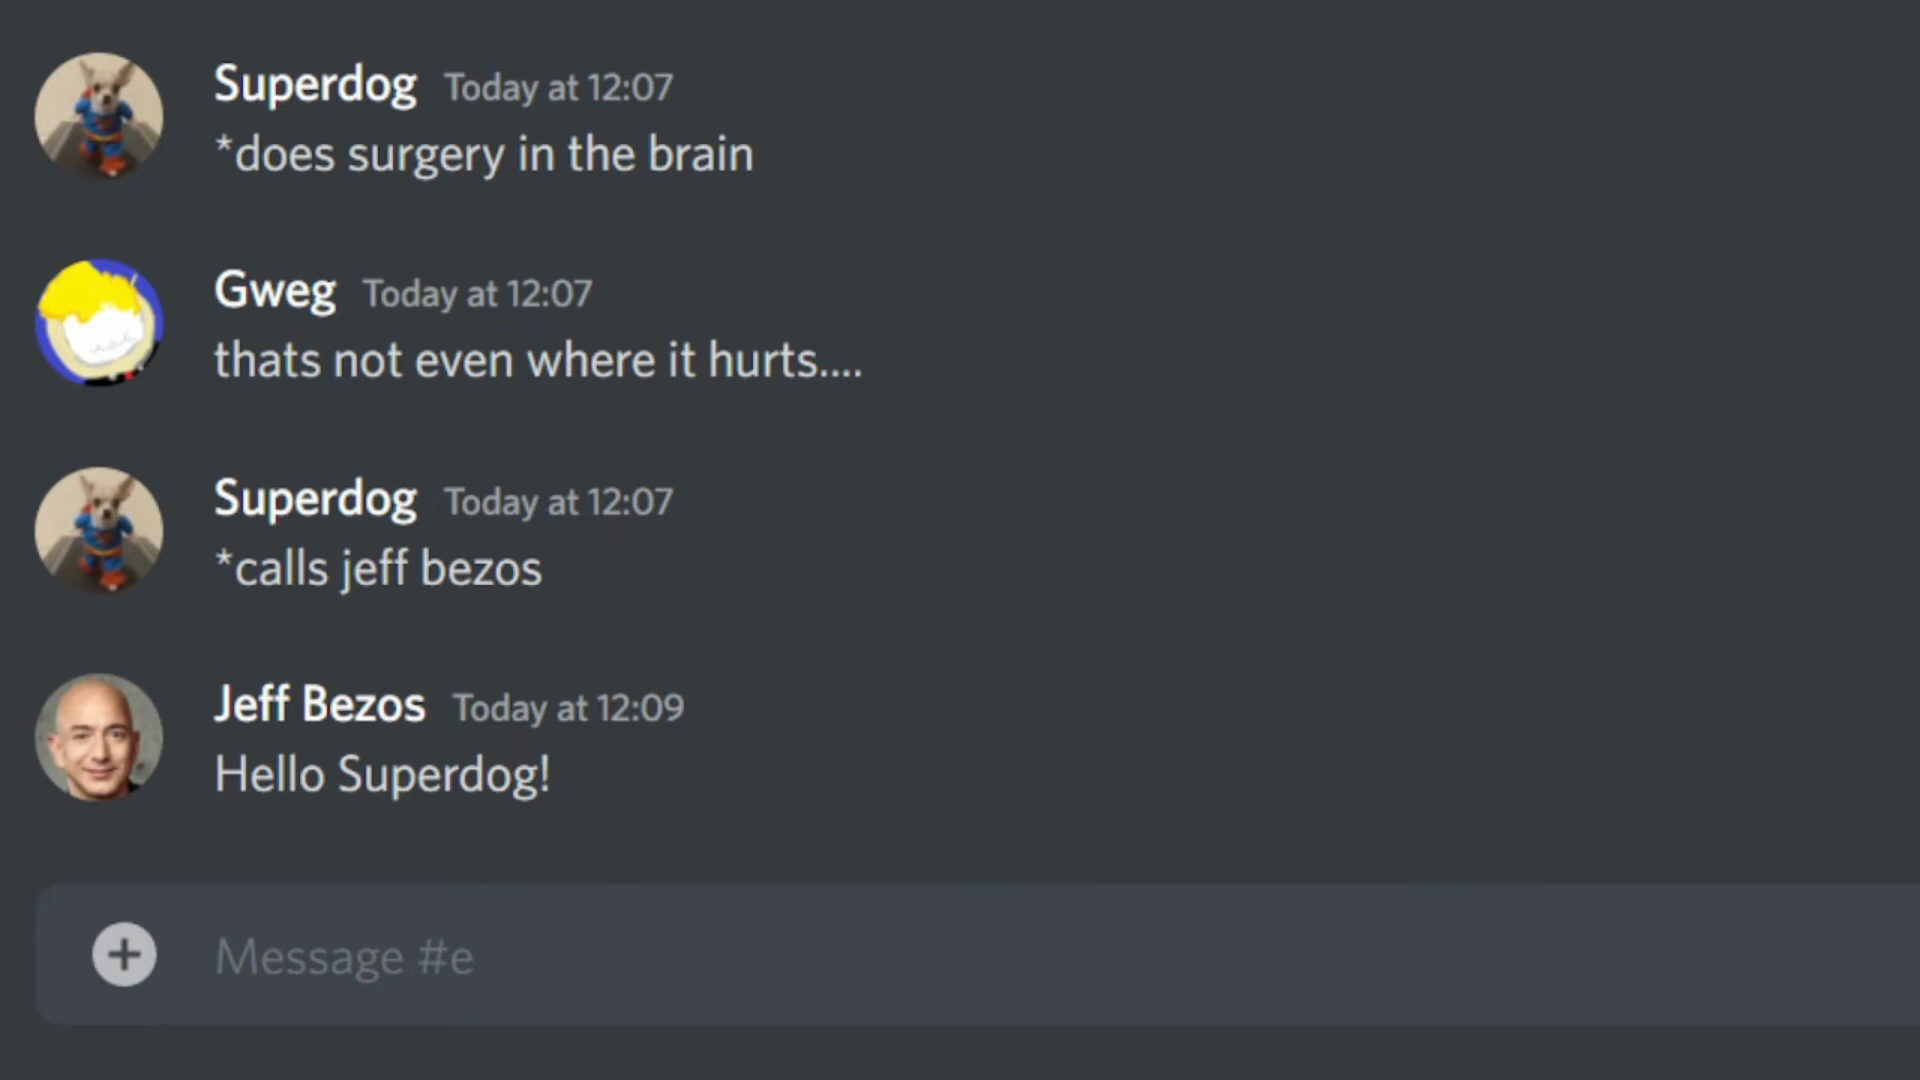 Superdog Today at 12:07
*does surgery in the brain
Gweg Today at 12:07
thats not even where it hurts....
Superdog Today at 12:07
*calls jeff bezos
Jeff Bezos Today at 12:09
Hello Superdog!
Message #e